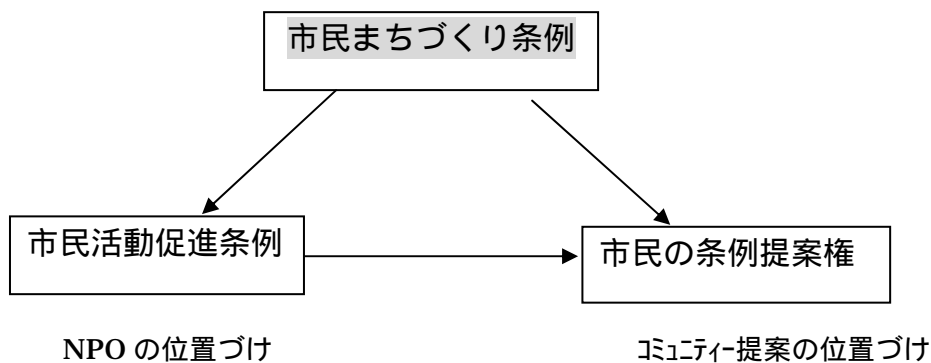 市民まちづくり条例
市民活動促進条例
市民の条例提案権
NPO の位置づけ
ｺﾐｭﾆﾃｨｰ提案の位置づけ